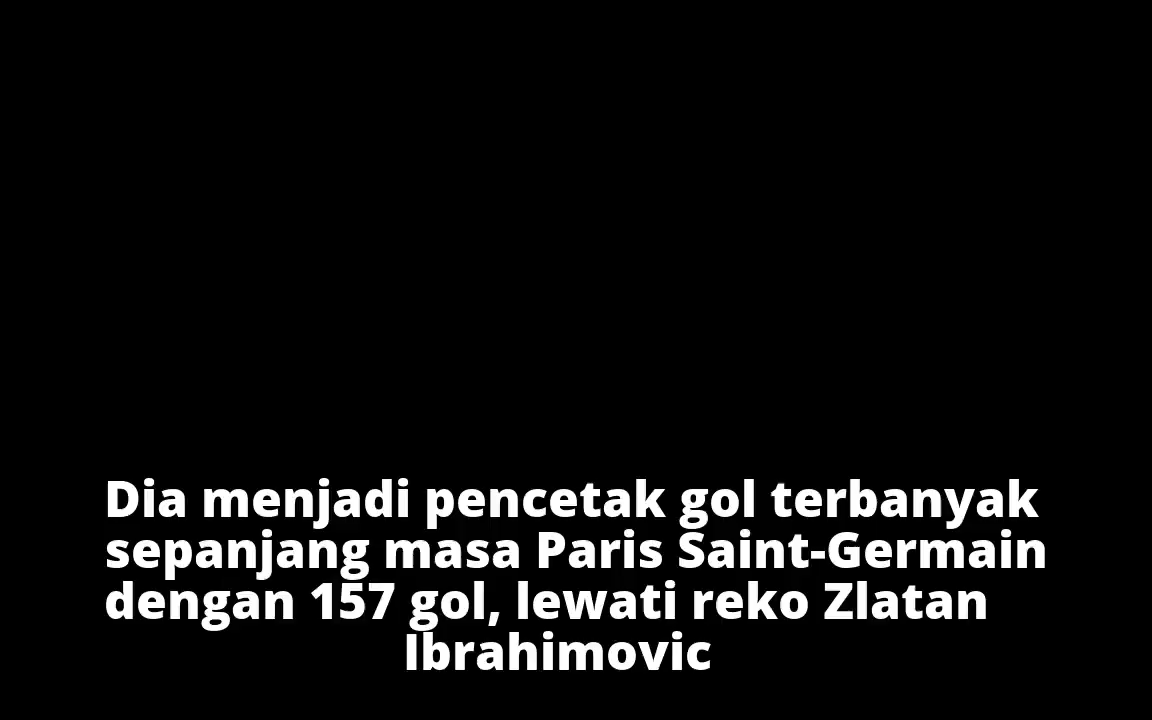 Dia menjadi pencetak gol terbanyak
sepanjang masa Paris Saint-Germain
dengan 157 gol, lewati reko Zlatan
Ibrahimovic